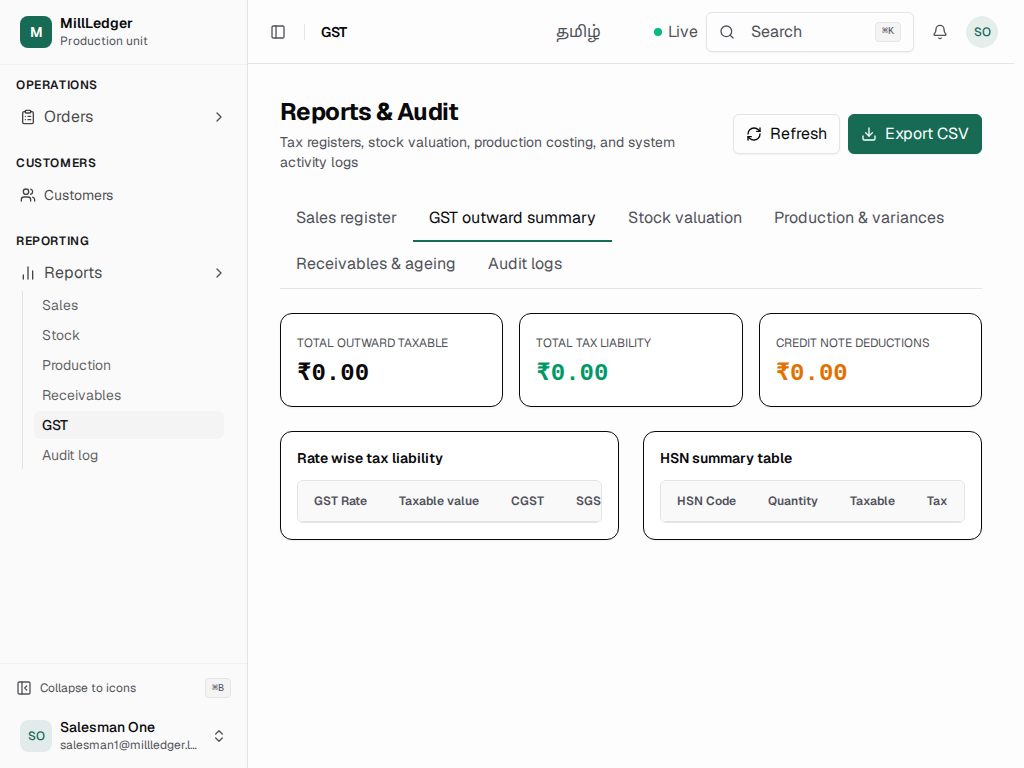 M
MillLedger
Production unit
GST
தமிழ்
Live
Search
⌘K
SO
OPERATIONS
Orders
CUSTOMERS
Customers
REPORTING
Reports
Sales
Stock
Production
Receivables
GST
Audit log
Collapse to icons
⌘B
SO
Salesman One
salesman1@millledger.l...
Reports & Audit
Tax registers, stock valuation, production costing, and system
activity logs
Refresh
Export CSV
Sales register
GST outward summary
Stock valuation
Production & variances
Receivables & ageing
Audit logs
TOTAL OUTWARD TAXABLE
₹0.00
TOTAL TAX LIABILITY
₹0.00
CREDIT NOTE DEDUCTIONS
₹0.00
Rate wise tax liability
GST Rate Taxable value CGST SGS
HSN summary table
HSN Code Quantity Taxable Tax